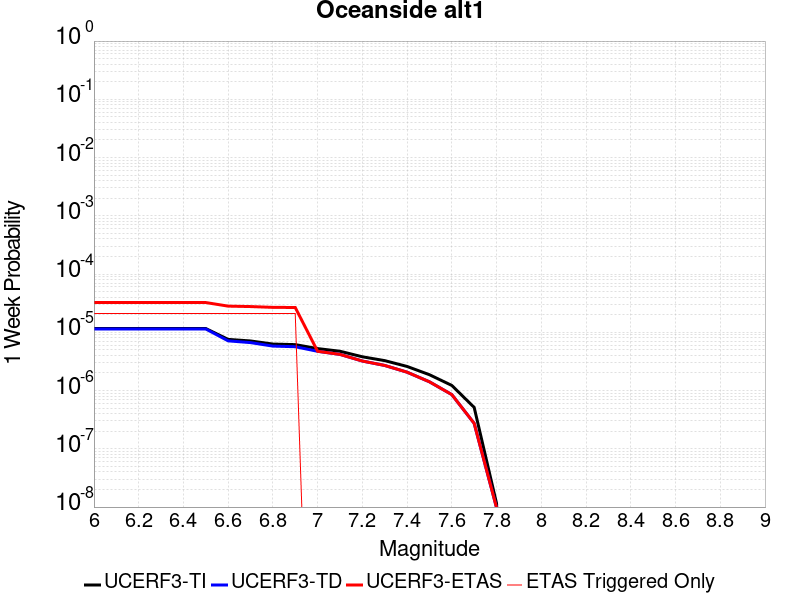 Oceanside alt1
10^0
10^-1
10^-2
10^-3
10^-4
10^-5
10^-6
10^-7
10^-8
1 Week Probability
6 6.2 6.4 6.6 6.8 7 7.2 7.4 7.6 7.8 8 8.2 8.4 8.6 8.8 9
Magnitude
UCERF3-TI UCERF3-TD UCERF3-ETAS ETAS Triggered Only